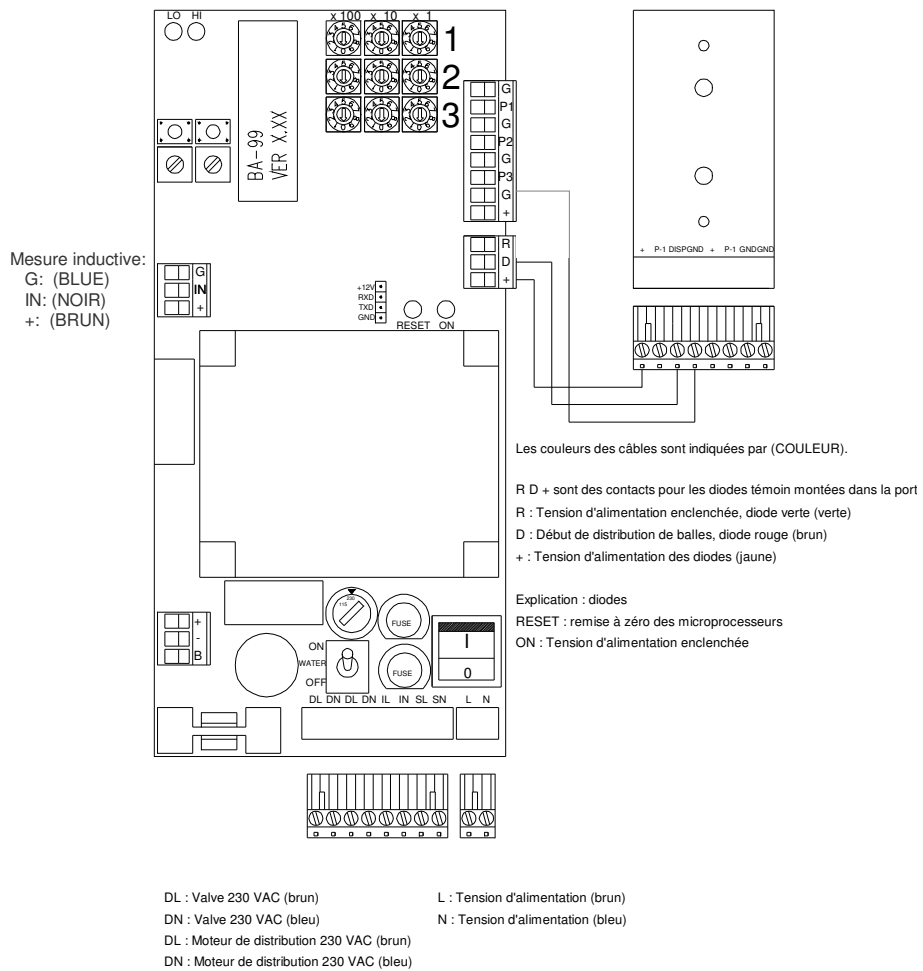 LO HI
x 100 x 10 x 1
1
2
3
BA-99
VER X.XX
G
P1
G
P2
G
P3
G
+
R
D
+
+ P-1 DISPGND + P-1 GNDGND
Mesure inductive:
G: (BLUE)
IN: (NOIR)
+: (BRUN)
G
IN
+
+12V
RXD
TXD
GND
RESET ON
Les couleurs des câbles sont indiquées par (COULEUR).
R D + sont des contacts pour les diodes témoin montées dans la port
R : Tension d'alimentation enclenchée, diode verte (verte)
D : Début de distribution de balles, diode rouge (brun)
+ : Tension d'alimentation des diodes (jaune)
Explication : diodes
RESET : remise à zéro des microprocesseurs
ON : Tension d'alimentation enclenchée
+
-
B
230
115
FUSE
ON
WATER
OFF
FUSE
I
0
DL DN DL DN IL IN SL SN L N
DL : Valve 230 VAC (brun)
DN : Valve 230 VAC (bleu)
DL : Moteur de distribution 230 VAC (brun)
DN : Moteur de distribution 230 VAC (bleu)
L : Tension d'alimentation (brun)
N : Tension d'alimentation (bleu)